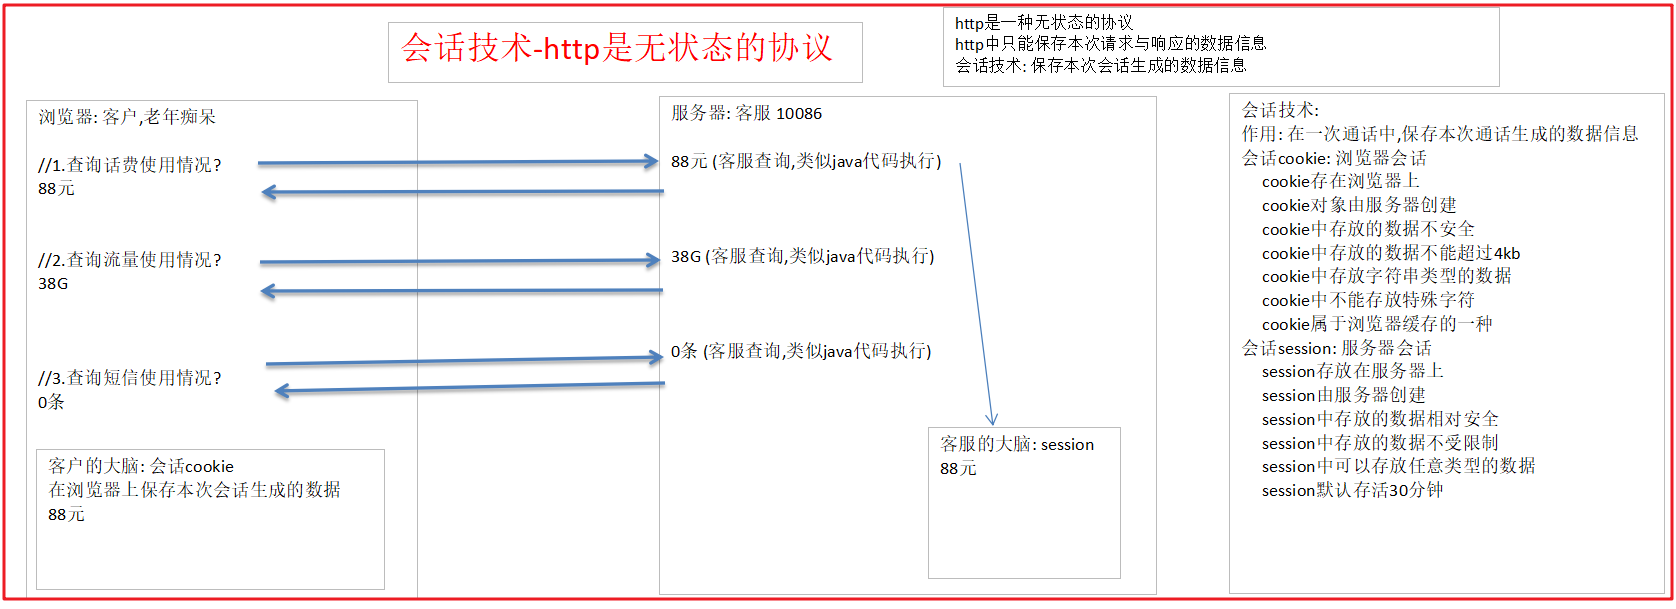 会话技术-http是无状态的协议
http是一种无状态的协议
http中只能保存本次请求与响应的数据信息
会话技术: 保存本次会话生成的数据信息
浏览器: 客户,老年痴呆
//1.查询话费使用情况?
88元
//2.查询流量使用情况?
38G
//3.查询短信使用情况?
0条
客户的大脑: 会话cookie
在浏览器上保存本次会话生成的数据
88元
服务器: 客服 10086
88元 (客服查询,类似java代码执行)
38G (客服查询,类似java代码执行)
0条 (客服查询,类似java代码执行)
客服的大脑: session
88元
会话技术:
作用: 在一次通话中,保存本次通话生成的数据信息
会话cookie: 浏览器会话
cookie存在浏览器上
cookie对象由服务器创建
cookie中存放的数据不安全
cookie中存放的数据不能超过4kb
cookie中存放字符串类型的数据
cookie中不能存放特殊字符
cookie属于浏览器缓存的一种
会话session: 服务器会话
session存放在服务器上
session由服务器创建
session中存放的数据相对安全
session中存放的数据不受限制
session中可以存放任意类型的数据
session默认存活30分钟